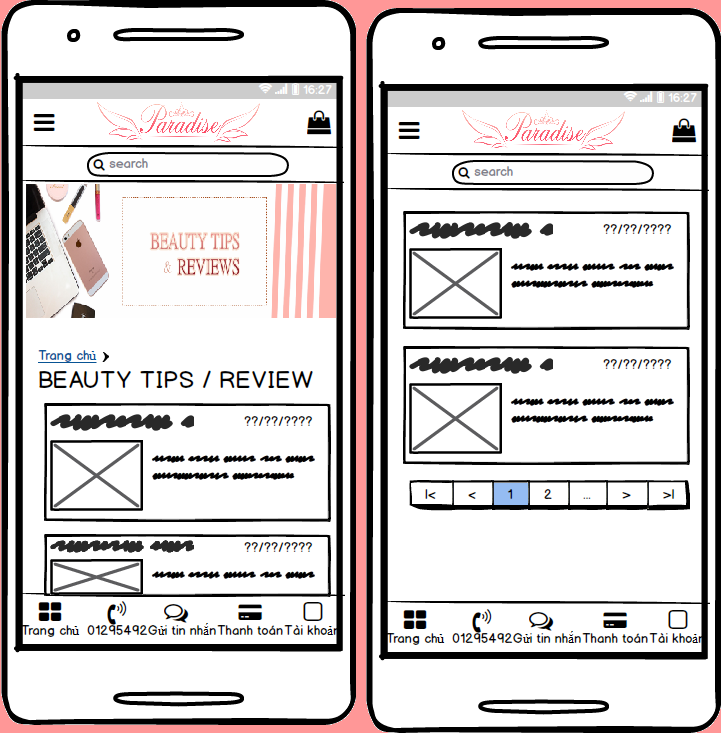 16:27
Paradise
search
BEAUTY TIPS
& REVIEWS
Trang chủ
BEAUTY TIPS / REVIEW
??/??/????
??/??/????
Trang chủ 01295492 Gửi tin nhắn Thanh toán Tài khoản
16:27
Paradise
search
??/??/????
??/??/????
|< < 1 2 ... > >|
Trang chủ 01295492 Gửi tin nhắn Thanh toán Tài khoản